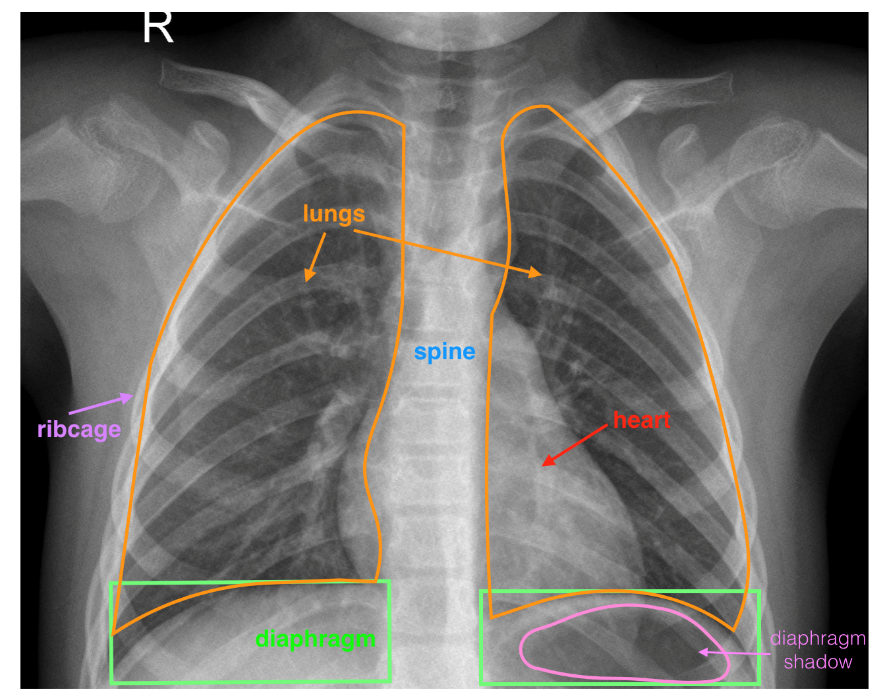 R
lungs
spine
heart
ribcage
diaphragm
diaphragm
shadow